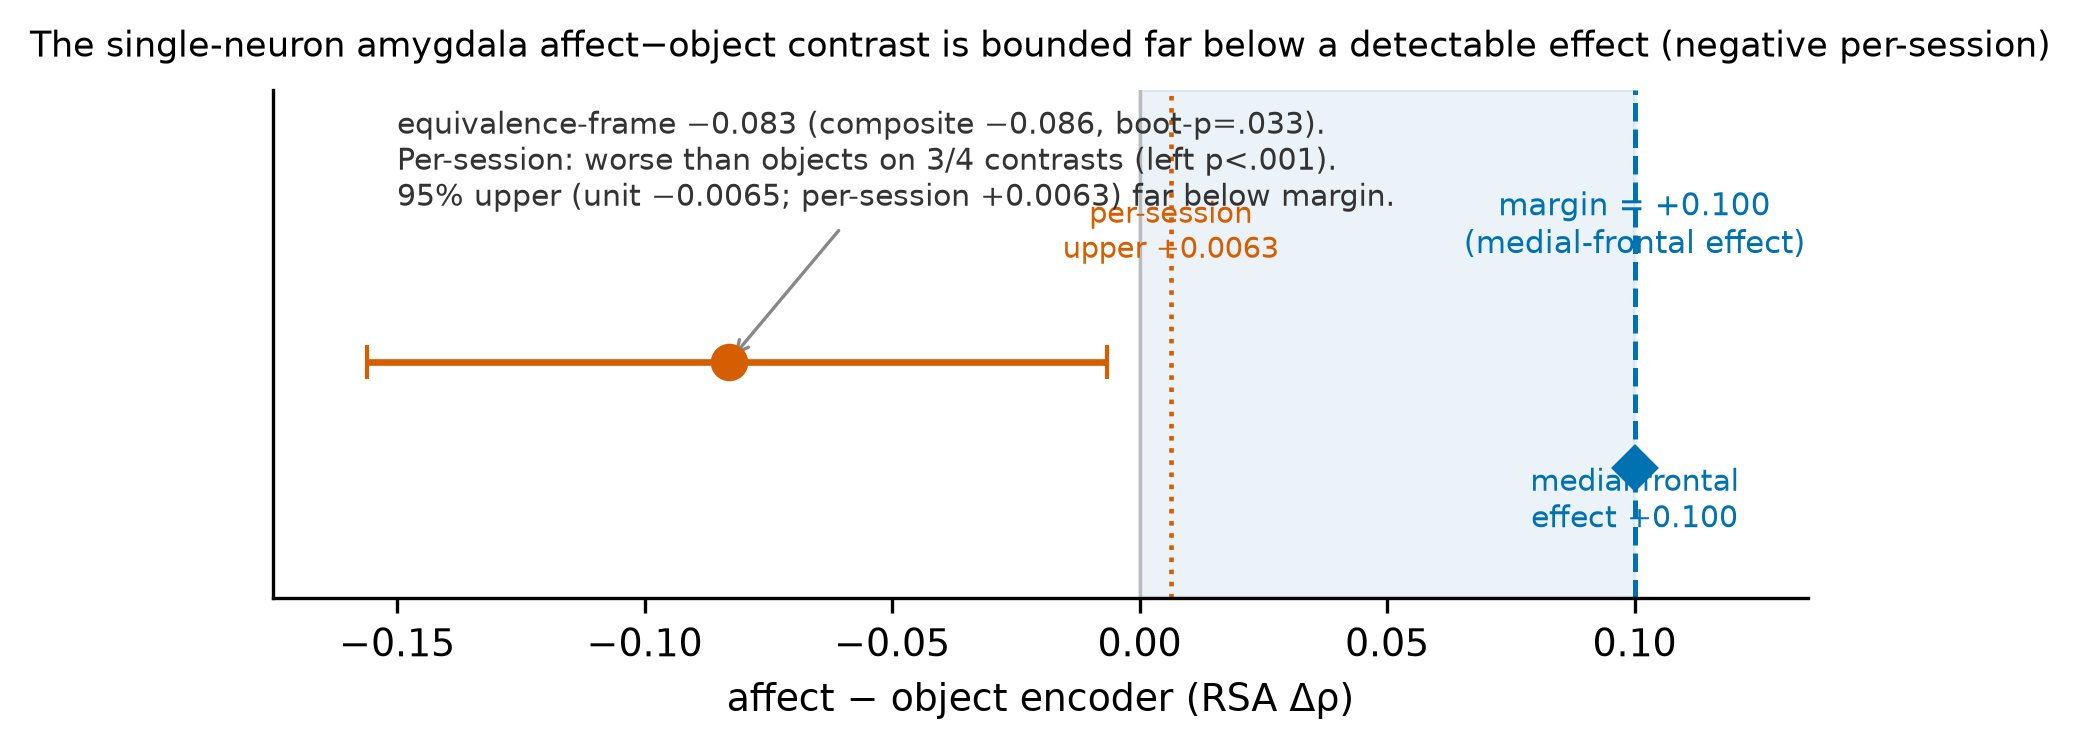 The single-neuron amygdala affect−object contrast is bounded far below a detectable effect (negative per-session)
equivalence-frame −0.083 (composite −0.086, boot-p=.033).
Per-session: worse than objects on 3/4 contrasts (left p<.001).
95% upper (unit −0.0065; per-session +0.0063) far below margin.
per-session
upper +0.0063
margin = +0.100
(medial-frontal effect)
medial-frontal
effect +0.100
−0.15
−0.10
−0.05
0.00
0.05
0.10
affect − object encoder (RSA Δρ)